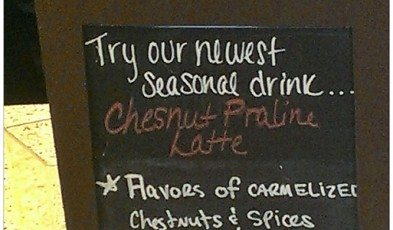 Try our newest
seasonal drink...
Chesnut Praline
Latte
* Flavors of CARMELIZED
Chestnuts & Spices